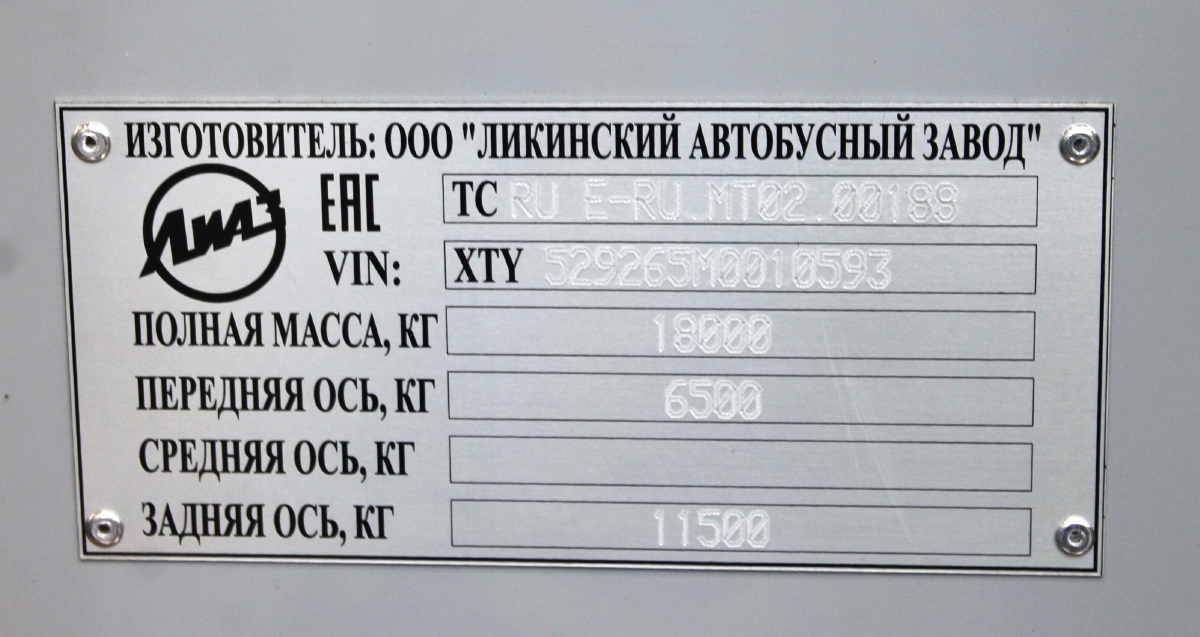 ИЗГОТОВИТЕЛЬ: ООО "ЛИКИНСКИЙ АВТОБУСНЫЙ ЗАВОД"
ЛиАЗ EAC ТС RU E-RU.MT02.00188
VIN: XTY 529265M0010593
ПОЛНАЯ МАССА, КГ 18000
ПЕРЕДНЯЯ ОСЬ, КГ 6500
СРЕДНЯЯ ОСЬ, КГ
ЗАДНЯЯ ОСЬ, КГ 11500